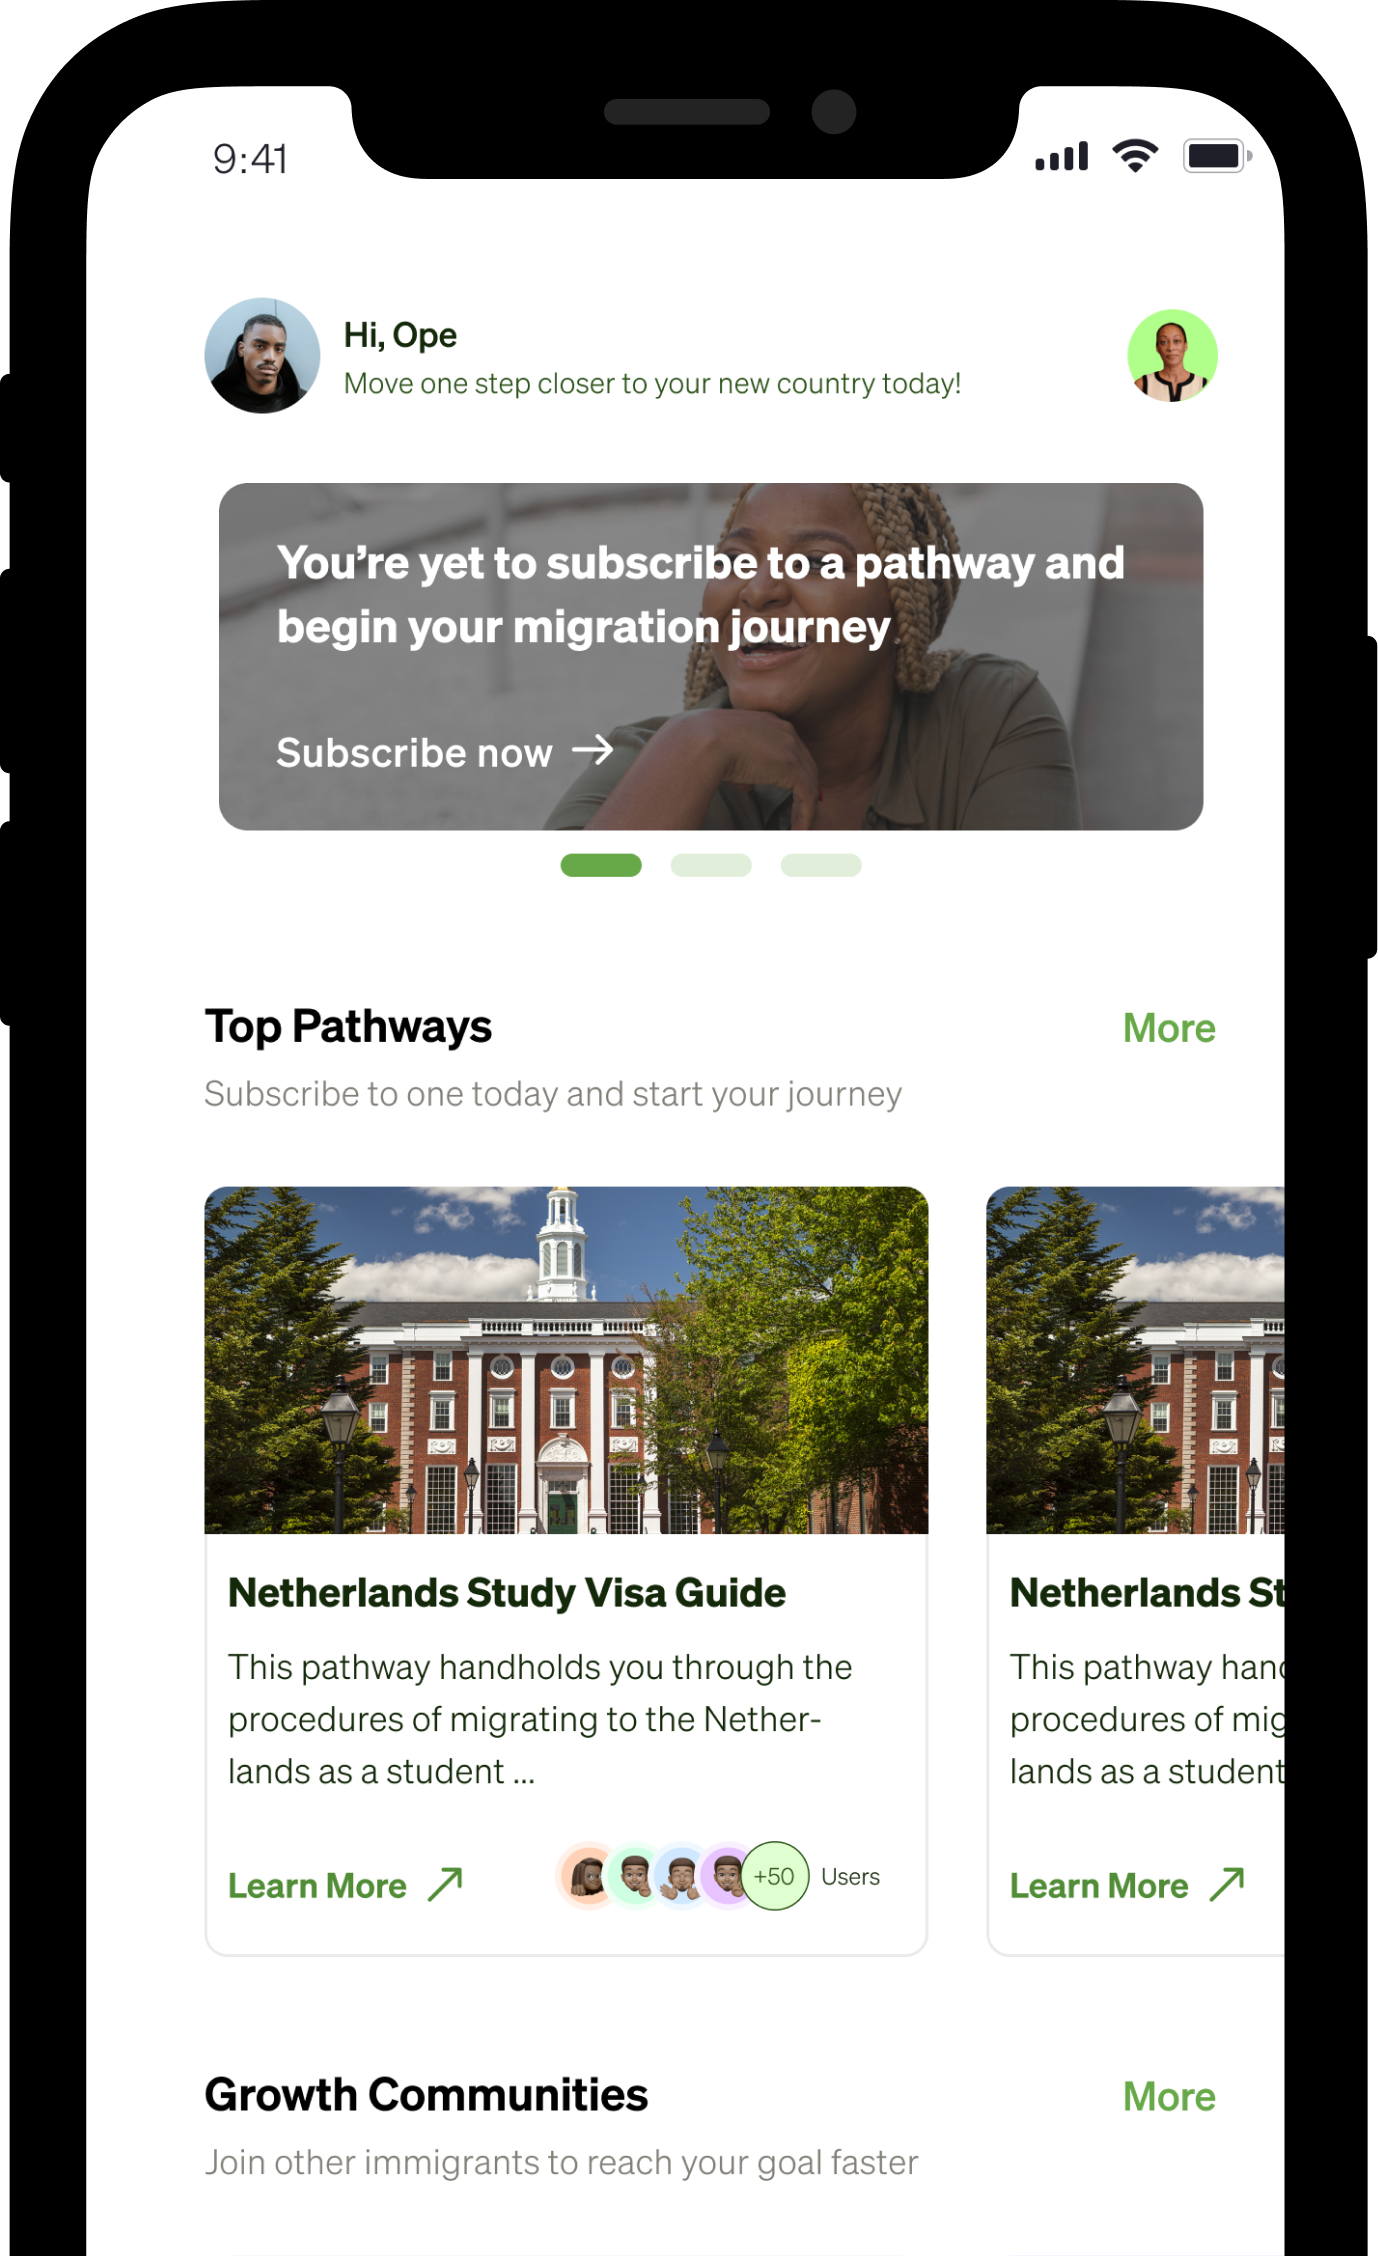 9:41
Hi, Ope
Move one step closer to your new country today!
You're yet to subscribe to a pathway and
begin your migration journey
Subscribe now
Top Pathways
More
Subscribe to one today and start your journey
Netherlands Study Visa Guide
This pathway handholds you through the
procedures of migrating to the Nether-
lands as a student ...
Learn More
+50
Users
Netherlands St
This pathway hand
procedures of mig
lands as a student
Learn More
Growth Communities
More
Join other immigrants to reach your goal faster